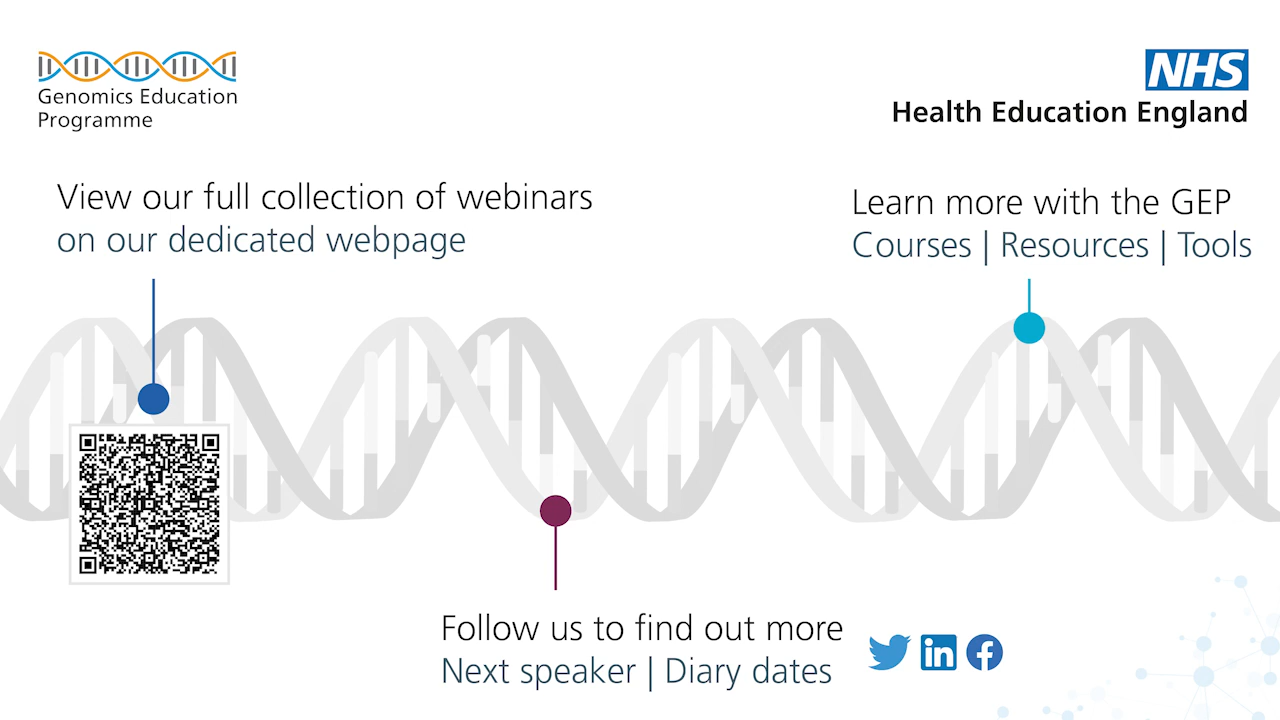 Genomics Education
Programme
NHS
Health Education England
View our full collection of webinars
on our dedicated webpage
Learn more with the GEP
Courses | Resources | Tools
Follow us to find out more
Next speaker | Diary dates